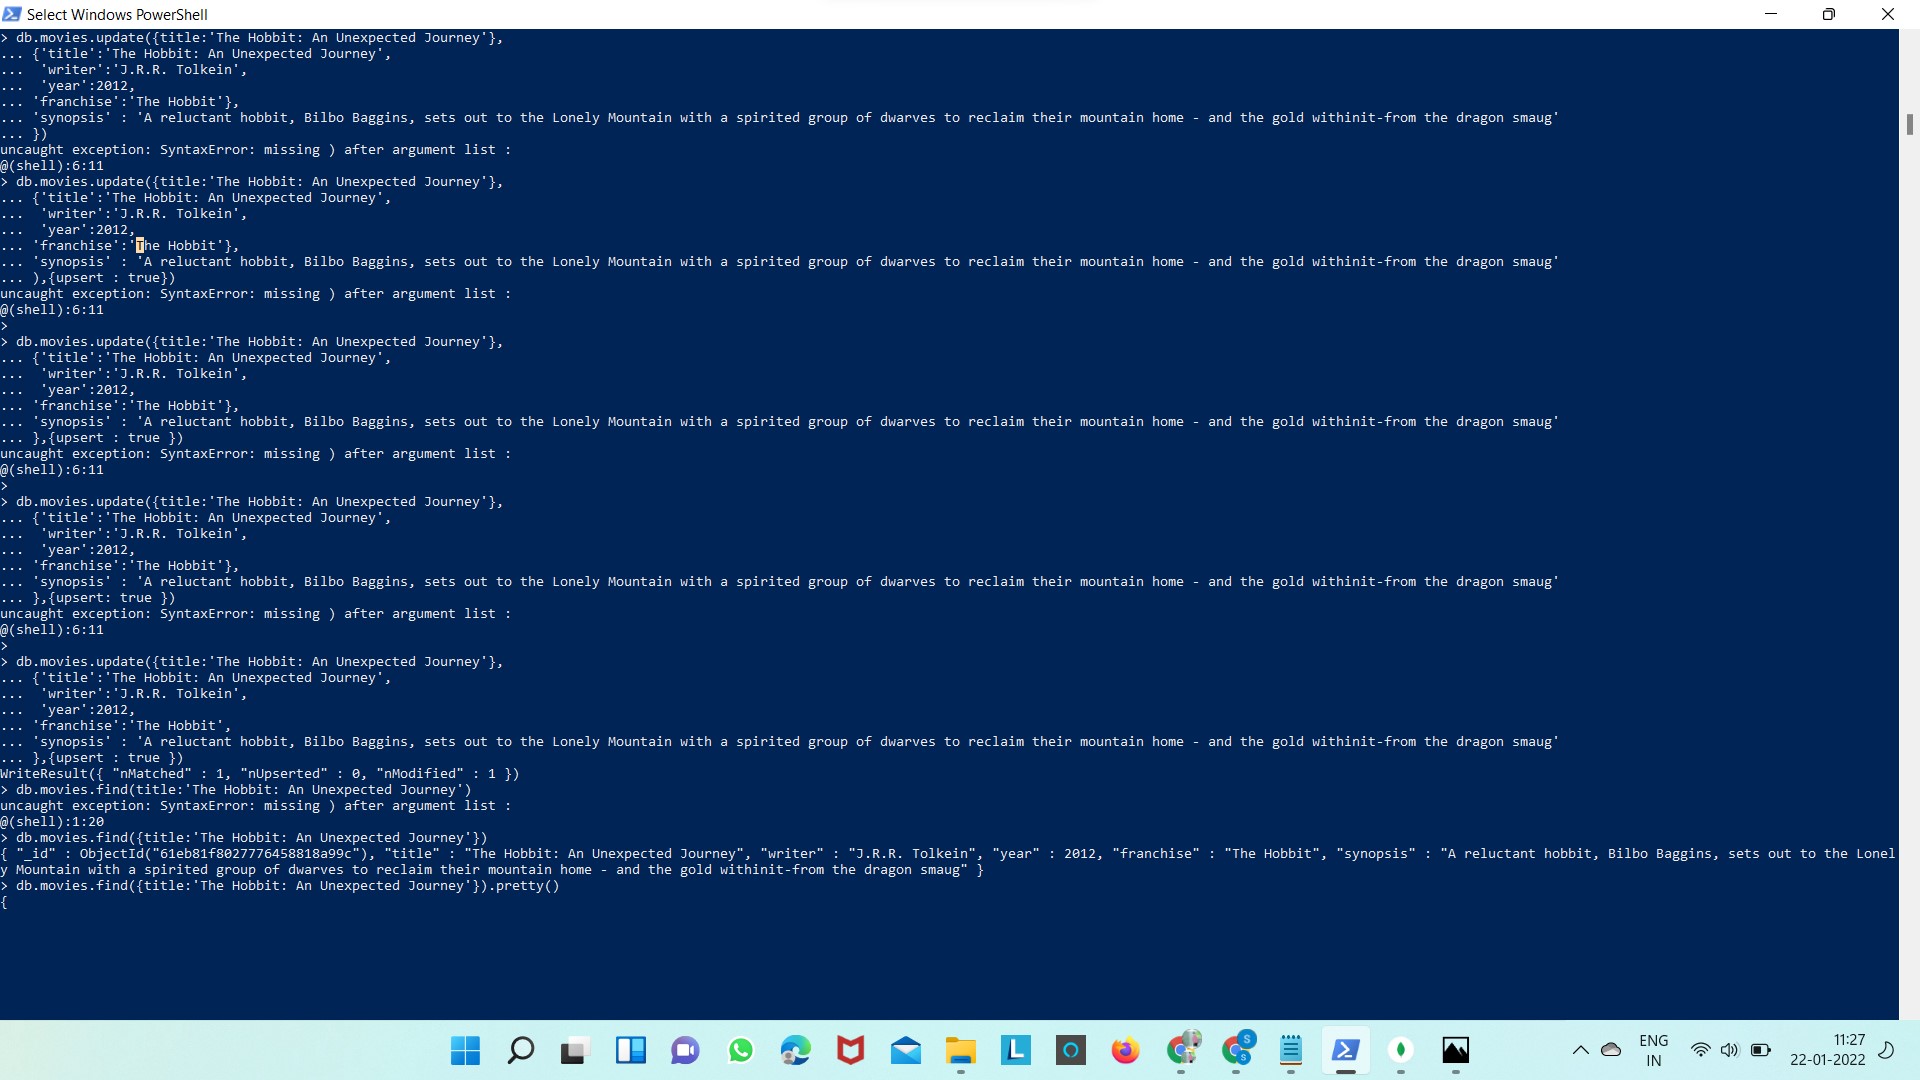 Select Windows PowerShell
> db.movies.update({title:'The Hobbit: An Unexpected Journey'},
... {'title':'The Hobbit: An Unexpected Journey',
...  'writer':'J.R.R. Tolkein',
...  'year':2012,
... 'franchise':'The Hobbit'},
... 'synopsis' : 'A reluctant hobbit, Bilbo Baggins, sets out to the Lonely Mountain with a spirited group of dwarves to reclaim their mountain home - and the gold withinit-from the dragon smaug'
... })
uncaught exception: SyntaxError: missing ) after argument list :
@(shell):6:11
> db.movies.update({title:'The Hobbit: An Unexpected Journey'},
... {'title':'The Hobbit: An Unexpected Journey',
...  'writer':'J.R.R. Tolkein',
...  'year':2012,
... 'franchise':'The Hobbit'},
... 'synopsis' : 'A reluctant hobbit, Bilbo Baggins, sets out to the Lonely Mountain with a spirited group of dwarves to reclaim their mountain home - and the gold withinit-from the dragon smaug'
... ),{upsert : true})
uncaught exception: SyntaxError: missing ) after argument list :
@(shell):6:11
>
> db.movies.update({title:'The Hobbit: An Unexpected Journey'},
... {'title':'The Hobbit: An Unexpected Journey',
...  'writer':'J.R.R. Tolkein',
...  'year':2012,
... 'franchise':'The Hobbit'},
... 'synopsis' : 'A reluctant hobbit, Bilbo Baggins, sets out to the Lonely Mountain with a spirited group of dwarves to reclaim their mountain home - and the gold withinit-from the dragon smaug'
... },{upsert : true })
uncaught exception: SyntaxError: missing ) after argument list :
@(shell):6:11
>
> db.movies.update({title:'The Hobbit: An Unexpected Journey'},
... {'title':'The Hobbit: An Unexpected Journey',
...  'writer':'J.R.R. Tolkein',
...  'year':2012,
... 'franchise':'The Hobbit'},
... 'synopsis' : 'A reluctant hobbit, Bilbo Baggins, sets out to the Lonely Mountain with a spirited group of dwarves to reclaim their mountain home - and the gold withinit-from the dragon smaug'
... },{upsert: true })
uncaught exception: SyntaxError: missing ) after argument list :
@(shell):6:11
>
> db.movies.update({title:'The Hobbit: An Unexpected Journey'},
... {'title':'The Hobbit: An Unexpected Journey',
...  'writer':'J.R.R. Tolkein',
...  'year':2012,
... 'franchise':'The Hobbit',
... 'synopsis' : 'A reluctant hobbit, Bilbo Baggins, sets out to the Lonely Mountain with a spirited group of dwarves to reclaim their mountain home - and the gold withinit-from the dragon smaug'
... },{upsert : true })
WriteResult({ "nMatched" : 1, "nUpserted" : 0, "nModified" : 1 })
> db.movies.find(title:'The Hobbit: An Unexpected Journey')
uncaught exception: SyntaxError: missing ) after argument list :
@(shell):1:20
> db.movies.find({title:'The Hobbit: An Unexpected Journey'})
{ "_id" : ObjectId("61eb81f8027776458818a99c"), "title" : "The Hobbit: An Unexpected Journey", "writer" : "J.R.R. Tolkein", "year" : 2012, "franchise" : "The Hobbit", "synopsis" : "A reluctant hobbit, Bilbo Baggins, sets out to the Lonel
y Mountain with a spirited group of dwarves to reclaim their mountain home - and the gold withinit-from the dragon smaug" }
> db.movies.find({title:'The Hobbit: An Unexpected Journey'}).pretty()
{
L
S
S
ENG
IN
11:27
22-01-2022